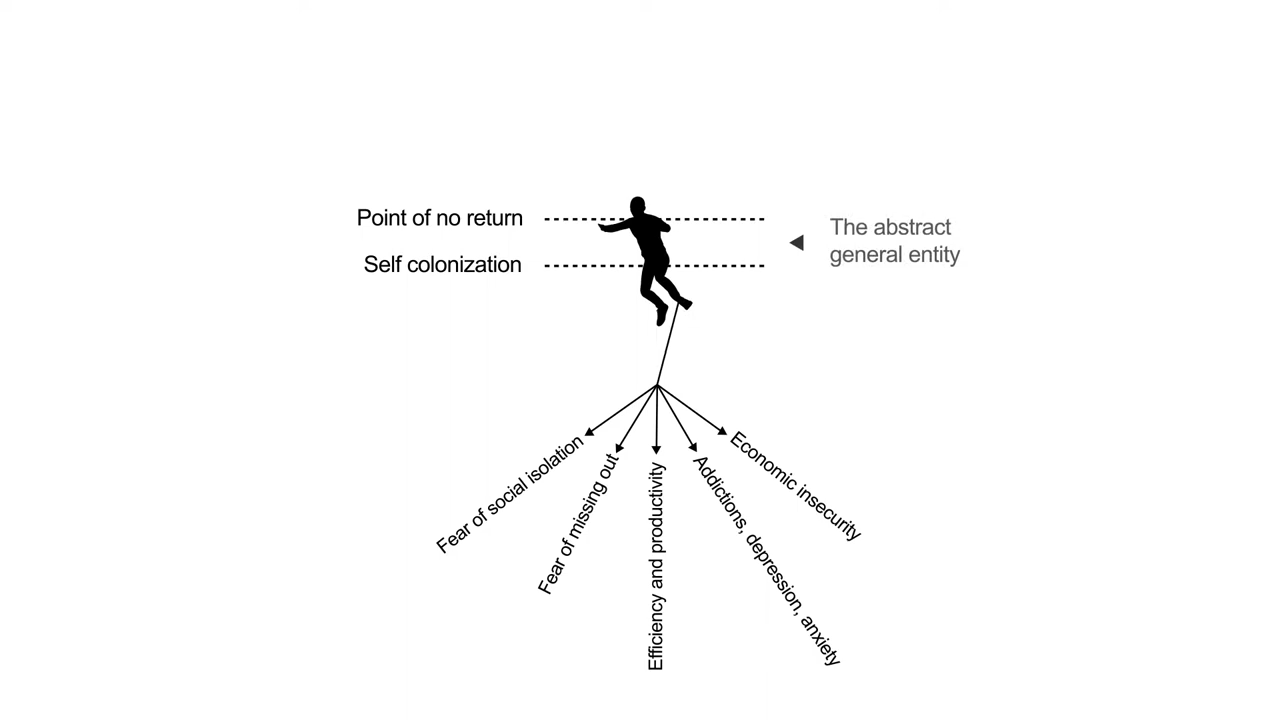 Point of no return
The abstract
general entity
Self colonization
Fear of social isolation
Fear of missing out
Efficiency and productivity
Addictions, depression, anxiety
Economic insecurity